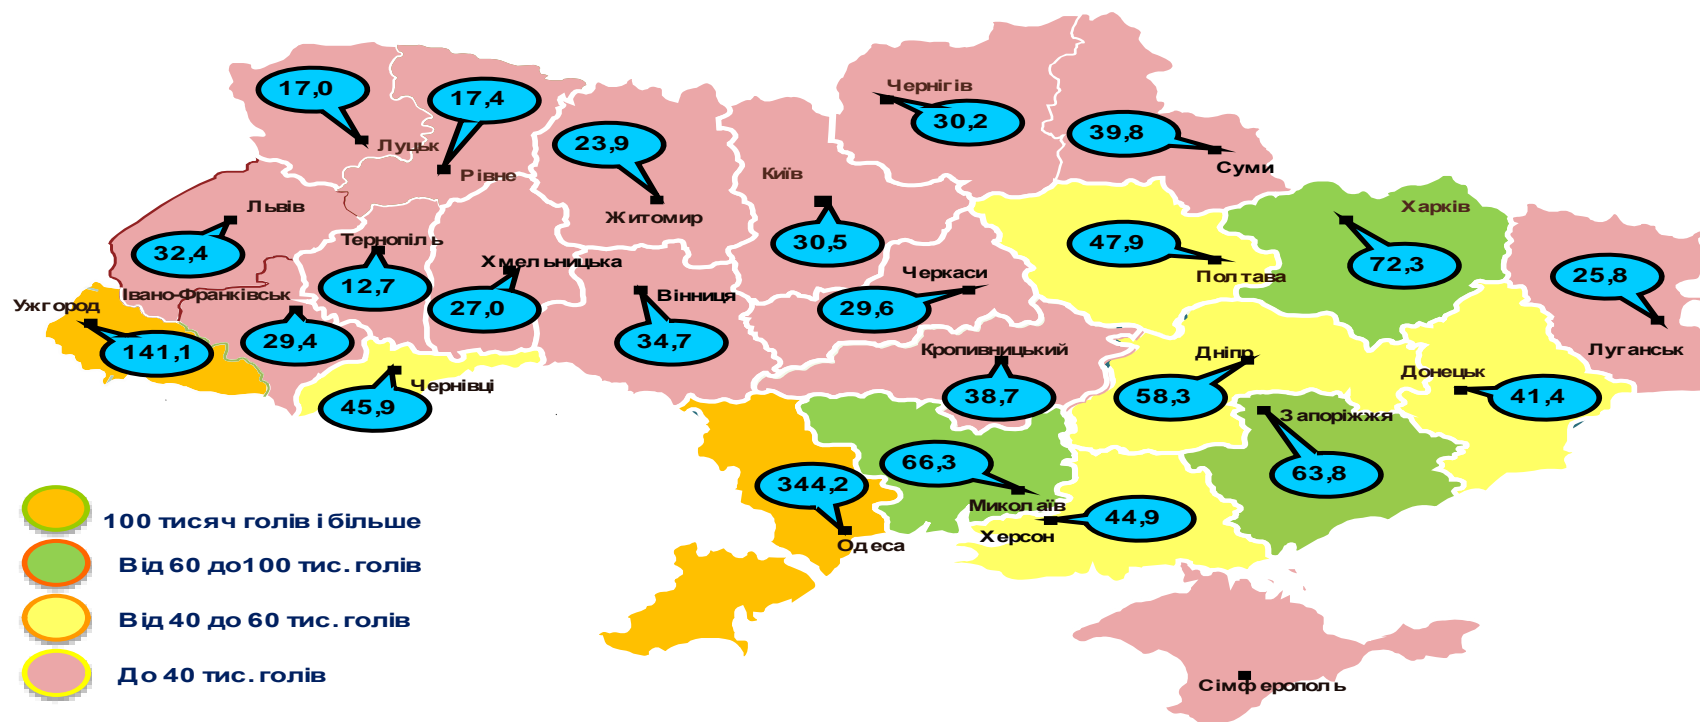 17,0
17,4
Чернігів
30,2
39,8
Луцьк
23,9
Суми
Рівне
Київ
Житомир
Львів
Харків
32,4
Тернопіль
30,5
47,9
72,3
Хмельницька
Черкаси
Полтава
25,8
12,7
Івано-Франківськ
27,0
Вінниця
29,6
Ужгород
29,4
34,7
141,1
Кропивницький
Дніпр
Луганськ
Чернівці
Донецьк
45,9
38,7
58,3
41,4
Запоріжжя
66,3
63,8
344,2
Миколаїв
44,9
Одеса
Херсон
100 тисяч голів і більше
Від 60 до100 тис. голів
Від 40 до 60 тис. голів
До 40 тис. голів
Сімферополь